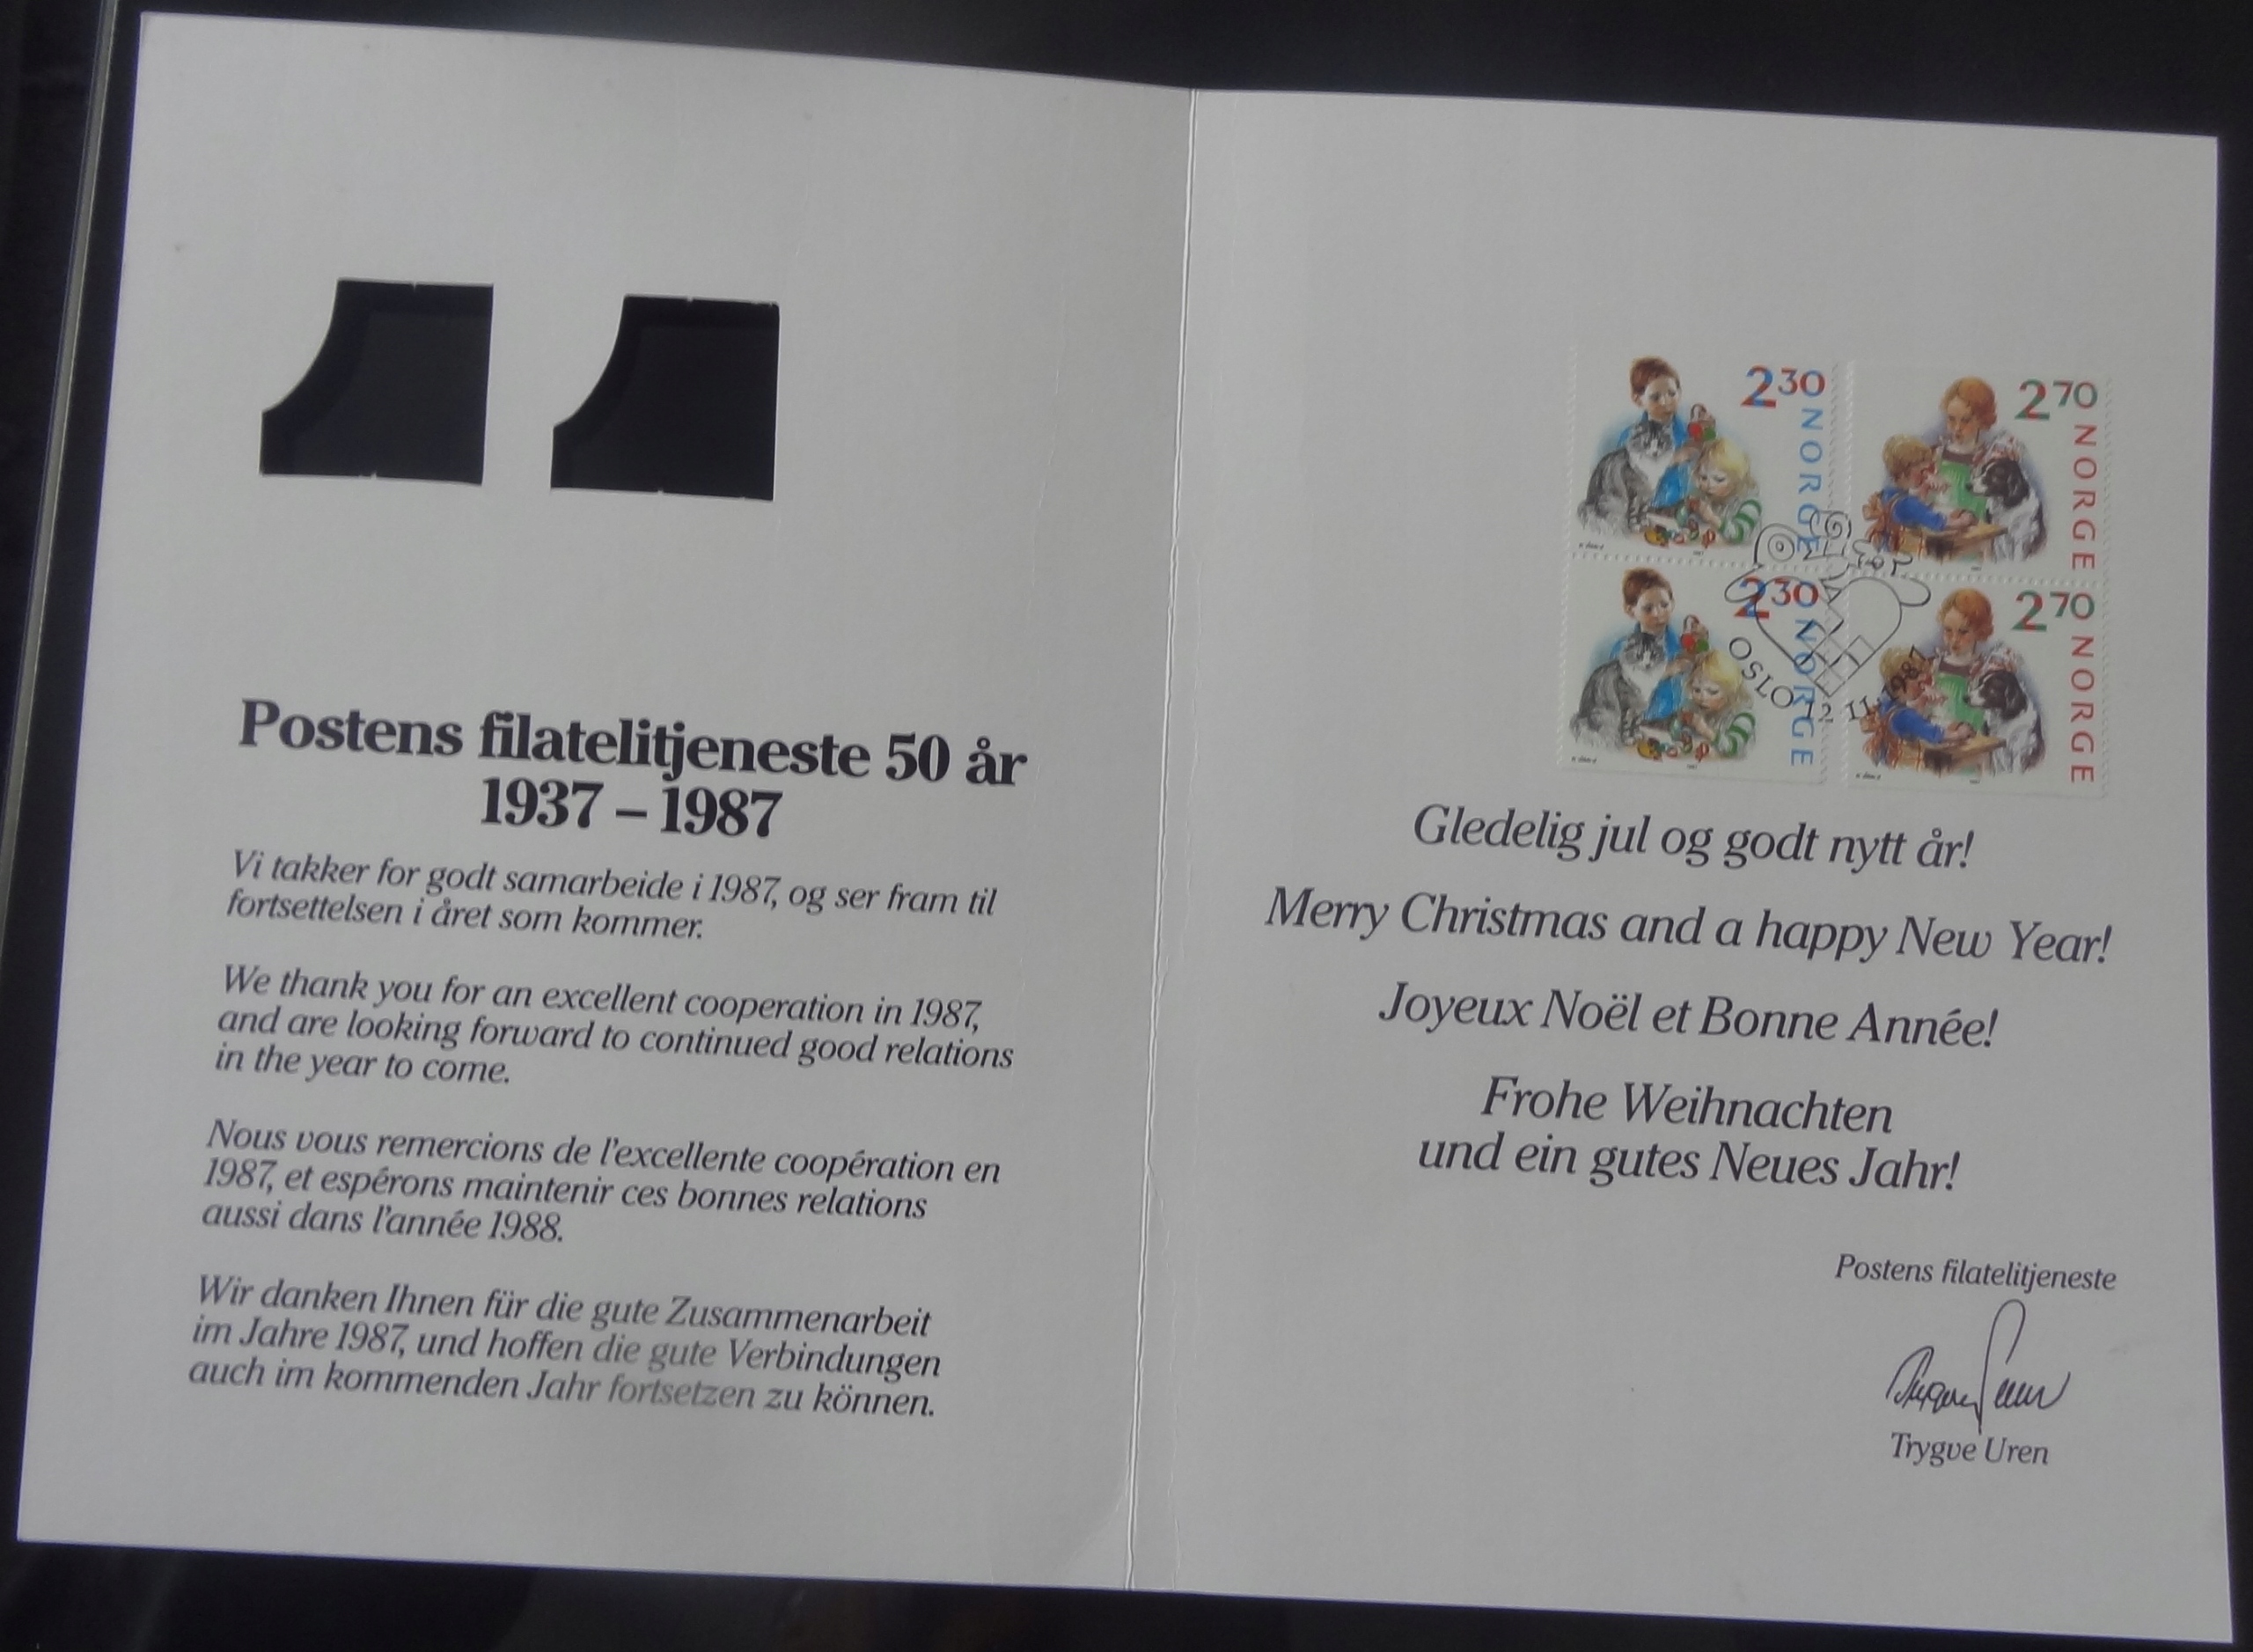 Postens filatelitjeneste 50 år
1937 – 1987
Vi takker for godt samarbeide i 1987, og ser fram til
fortsettelsen i året som kommer.
We thank you for an excellent cooperation in 1987,
and are looking forward to continued good relations
in the year to come.
Nous vous remercions de l'excellente coopération en
1987, et espérons maintenir ces bonnes relations
aussi dans l'année 1988.
Wir danken Ihnen für die gute Zusammenarbeit
im Jahre 1987, und hoffen die gute Verbindungen
auch im kommenden Jahr fortsetzen zu können.
2 30
NORGE
2 70
NORGE
2 30
NORGE
2 70
NORGE
OSLO 12. 11. 1987
Gledelig jul og godt nytt år!
Merry Christmas and a happy New Year!
Joyeux Noël et Bonne Année!
Frohe Weihnachten
und ein gutes Neues Jahr!
Postens filatelitjeneste
Trygve Uren